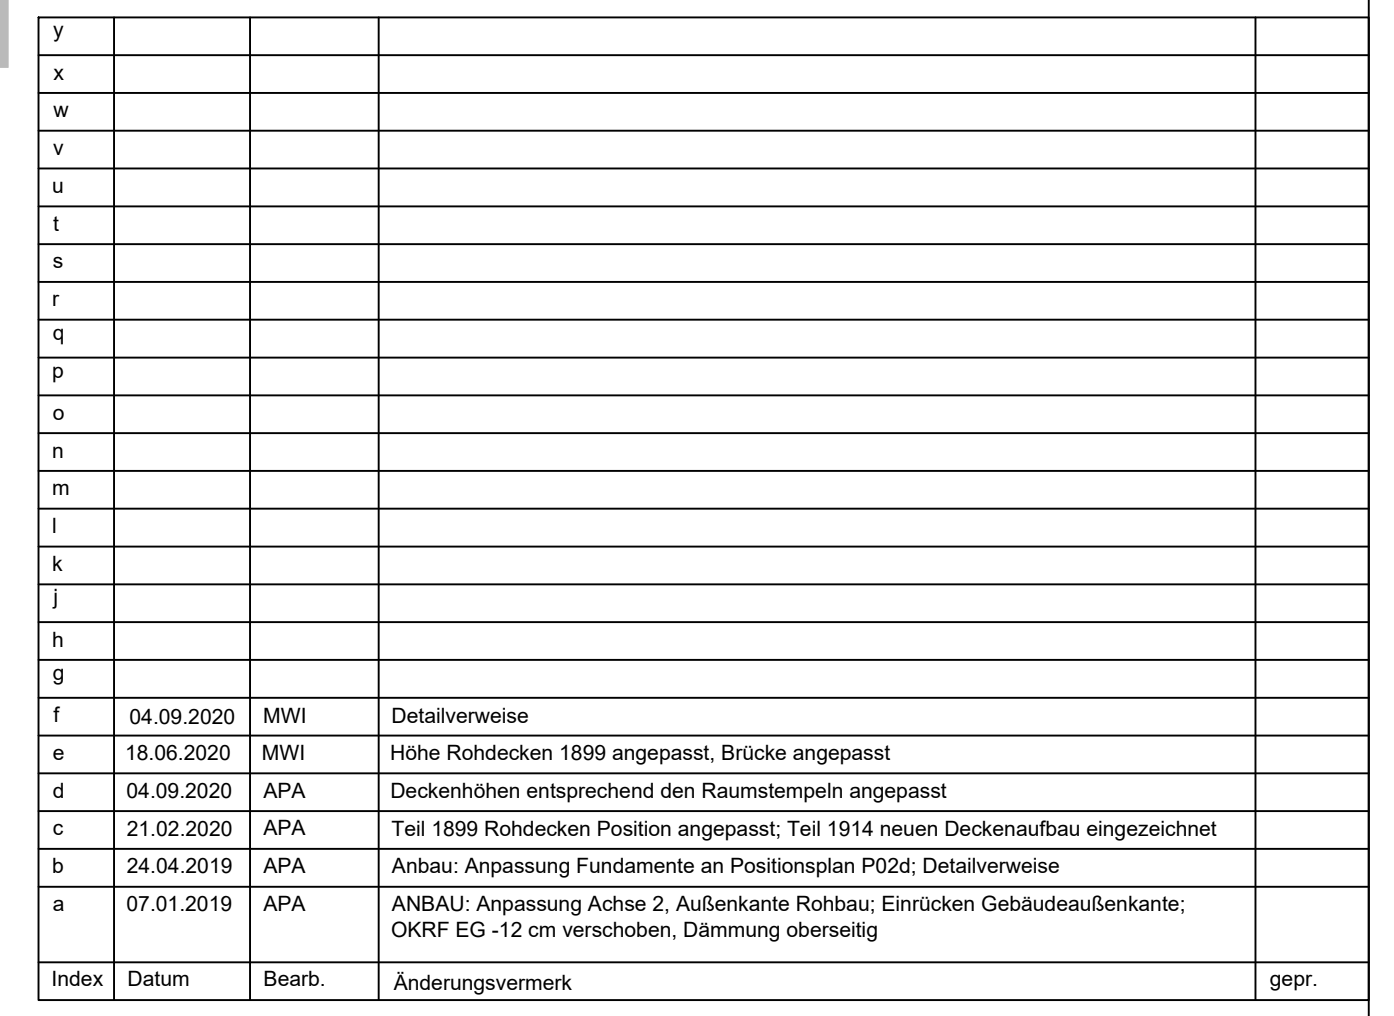 y
x
w
v
u
t
s
r
q
p
o
n
m
l
k
j
h
g
f 04.09.2020 MWI Detailverweise
e 18.06.2020 MWI Höhe Rohdecken 1899 angepasst, Brücke angepasst
d 04.09.2020 APA Deckenhöhen entsprechend den Raumstempeln angepasst
c 21.02.2020 APA Teil 1899 Rohdecken Position angepasst; Teil 1914 neuen Deckenaufbau eingezeichnet
b 24.04.2019 APA Anbau: Anpassung Fundamente an Positionsplan P02d; Detailverweise
a 07.01.2019 APA ANBAU: Anpassung Achse 2, Außenkante Rohbau; Einrücken Gebäudeaußenkante;
OKRF EG -12 cm verschoben, Dämmung oberseitig
Index Datum Bearb. Änderungsvermerk gepr.